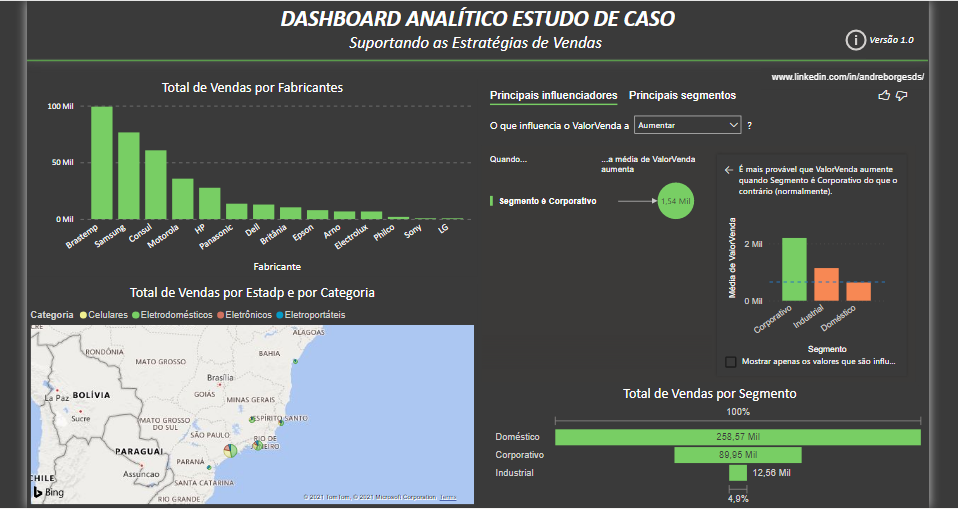 DASHBOARD ANALÍTICO ESTUDO DE CASO
Suportando as Estratégias de Vendas
Versão 1.0
www.linkedin.com/in/andreborgesds/
Total de Vendas por Fabricantes
100 Mil
50 Mil
0 Mil
Brastemp
Samsung
Consul
Motorola
HP
Panasonic
Dell
Britânia
Epson
Arno
Electrolux
Philco
Sony
LG
Fabricante
Principais influenciadores
Principais segmentos
O que influencia o ValorVenda a
Aumentar
?
Quando...
...a média de ValorVenda
aumenta
Segmento é Corporativo
1,54 Mil
É mais provável que ValorVenda aumente
quando Segmento é Corporativo do que o
contrário (normalmente).
Média de ValorVenda
2 Mil
0 Mil
Corporativo
Industrial
Doméstico
Segmento
Mostrar apenas os valores que são influ...
Total de Vendas por Estadp e por Categoria
Categoria
Celulares
Eletrodomésticos
Eletrônicos
Eletroportáteis
ACRE
ALAGOAS
RONDÔNIA
MATO GROSSO
BAHIA
Brasília
La Paz
BOLÍVIA
GOIÁS
Sucre
MINAS GERAIS
MATO GROSSO
DO SUL
ESPÍRITO SANTO
SÃO PAULO
RIO DE
JANEIRO
PARAGUAI
PARANÁ
Assuncao
SANTA CATARINA
CHILE
RIO GRANDE
Bing
© 2021 TomTom, © 2021 Microsoft Corporation Terms
Total de Vendas por Segmento
100%
Doméstico
258,57 Mil
Corporativo
89,95 Mil
Industrial
12,56 Mil
4,9%